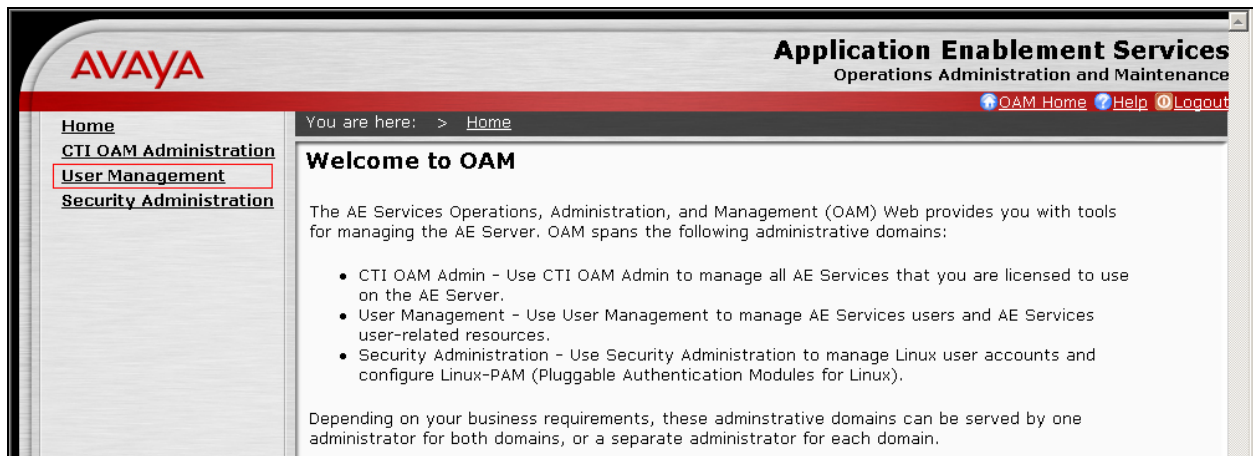 AVAYA
Application Enablement Services
Operations Administration and Maintenance
OAM Home Help Logout
Home
CTI OAM Administration
User Management
Security Administration
You are here: > Home
Welcome to OAM
The AE Services Operations, Administration, and Management (OAM) Web provides you with tools
for managing the AE Server. OAM spans the following administrative domains:
• CTI OAM Admin - Use CTI OAM Admin to manage all AE Services that you are licensed to use
on the AE Server.
• User Management - Use User Management to manage AE Services users and AE Services
user-related resources.
• Security Administration - Use Security Administration to manage Linux user accounts and
configure Linux-PAM (Pluggable Authentication Modules for Linux).
Depending on your business requirements, these adminstrative domains can be served by one
administrator for both domains, or a separate administrator for each domain.